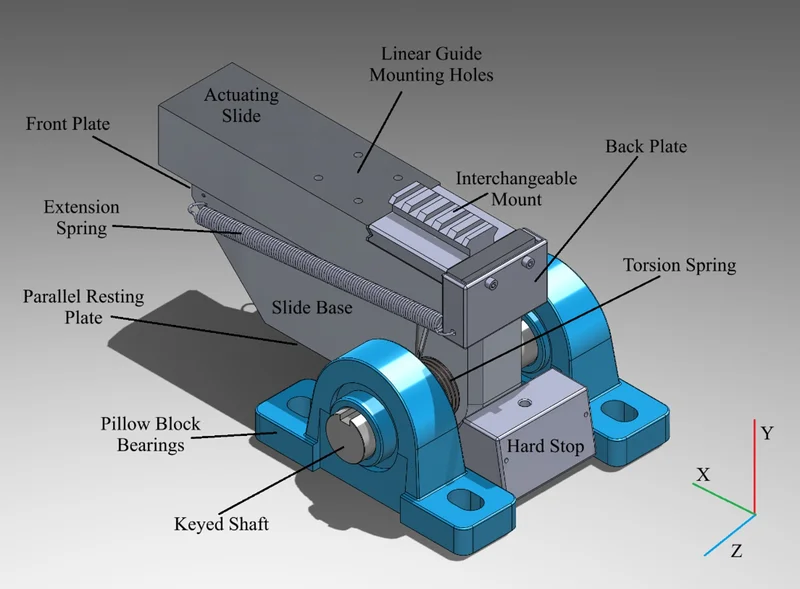 Linear Guide
Mounting Holes
Actuating
Slide
Front Plate
Back Plate
Interchangeable
Mount
Extension
Spring
Torsion Spring
Parallel Resting
Plate
Slide Base
Pillow Block
Bearings
Hard Stop
Keyed Shaft
Y
X
Z